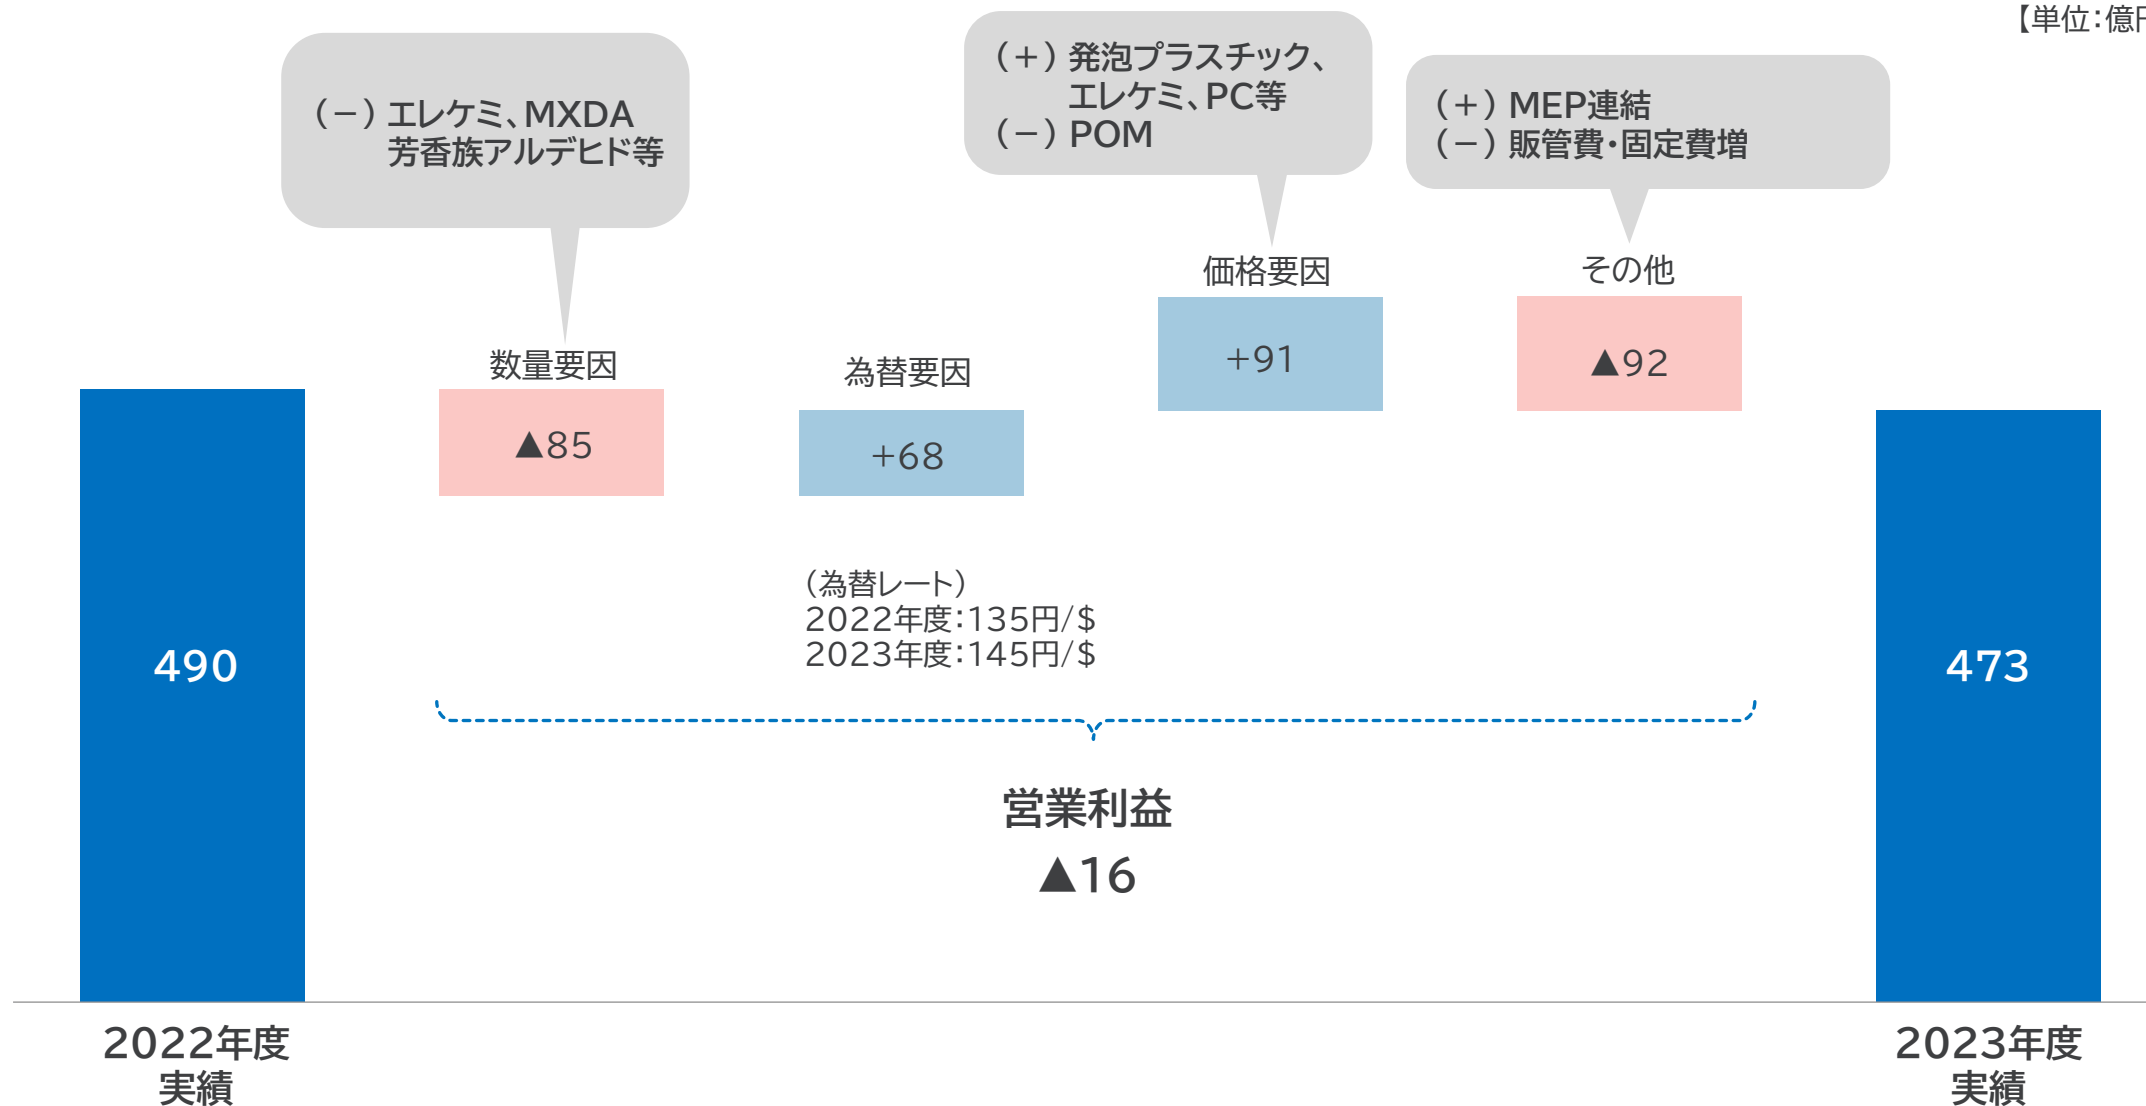 【単位：億円
（－）エレケミ、MXDA
芳香族アルデヒド等
（＋）発泡プラスチック、
エレケミ、PC等
（－）POM
（＋）MEP連結
（－）販管費・固定費増
数量要因
▲85
為替要因
+68
価格要因
+91
その他
▲92
（為替レート）
2022年度：135円/$
2023年度：145円/$
490
473
営業利益
▲16
2022年度
実績
2023年度
実績